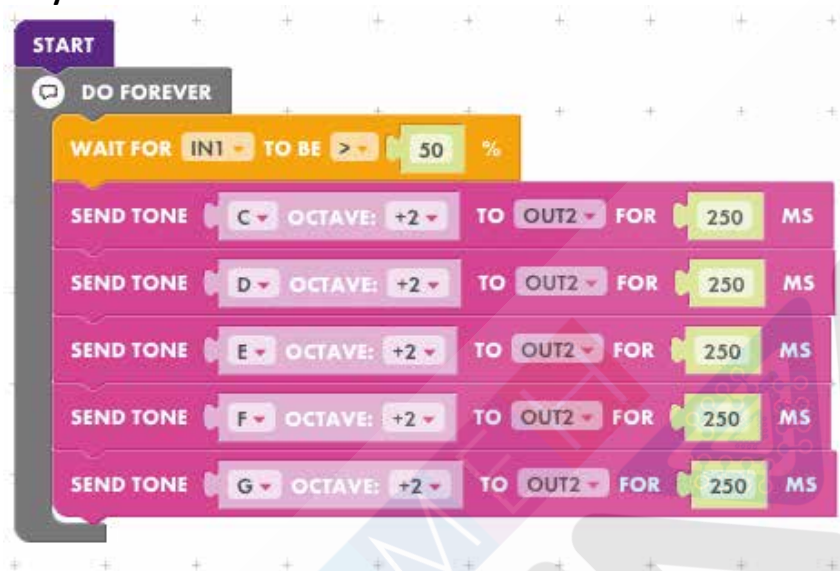 START
DO FOREVER
WAIT FOR IN1 TO BE > 50 %
SEND TONE C OCTAVE: +2 TO OUT2 FOR 250 MS
SEND TONE D OCTAVE: +2 TO OUT2 FOR 250 MS
SEND TONE E OCTAVE: +2 TO OUT2 FOR 250 MS
SEND TONE F OCTAVE: +2 TO OUT2 FOR 250 MS
SEND TONE G OCTAVE: +2 TO OUT2 FOR 250 MS